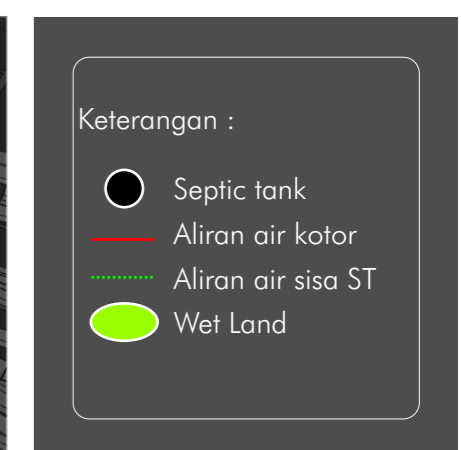 Keterangan :
Septic tank
Aliran air kotor
Aliran air sisa ST
Wet Land